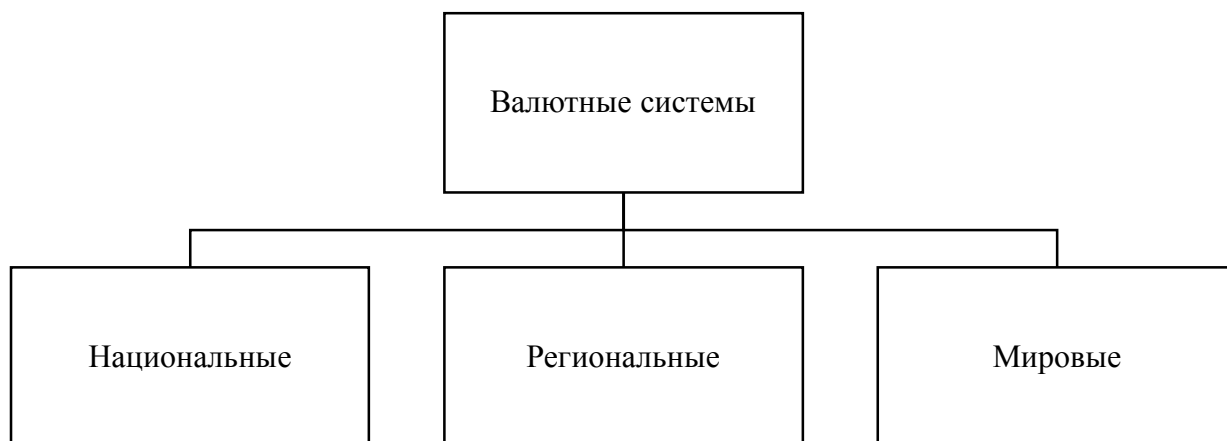 Валютные системы
Национальные
Региональные
Мировые